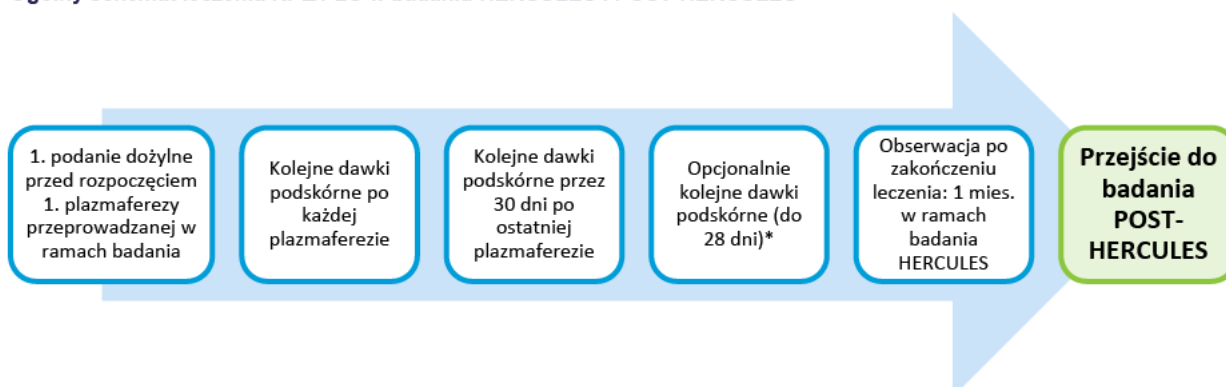 1. podanie dożylne
przed rozpoczęciem
1. plazmaferezy
przeprowadzanej w
ramach badania
Kolejne dawki
podskórne po
każdej
plazmaferezie
Kolejne dawki
podskórne przez
30 dni po
ostatniej
plazmaferezie
Opcjonalnie
kolejne dawki
podskórne (do
28 dni)*
Obserwacja po
zakończeniu
leczenia: 1 mies.
w ramach
badania
HERCULES
Przejście do
badania
POST-
HERCULES